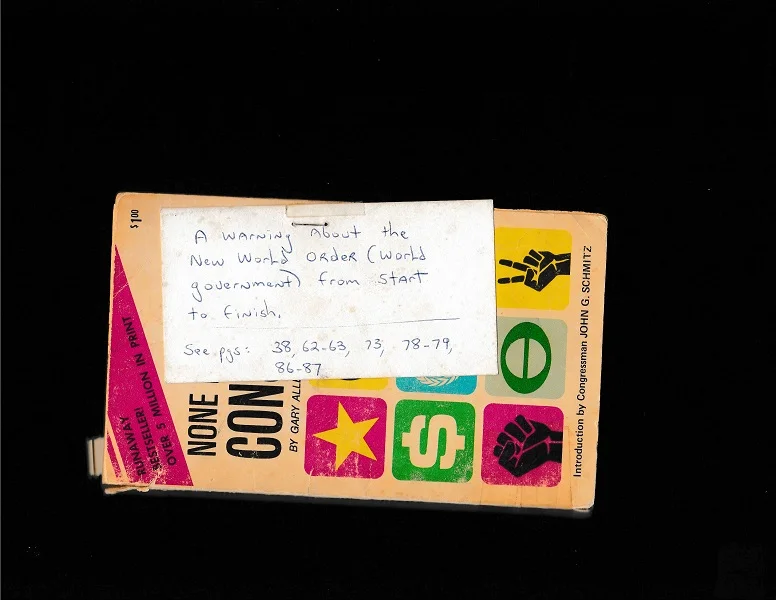 A WARNING About the
New World ORDER (World
government) from START
to finish.
See pgs: 38, 62-63, 73, 78-79,
86-87
$1.00
RUNAWAY
BESTSELLER!
OVER 5 MILLION IN PRINT
NONE
CON
BY GARY ALL
Introduction by Congressman JOHN G. SCHMITZ